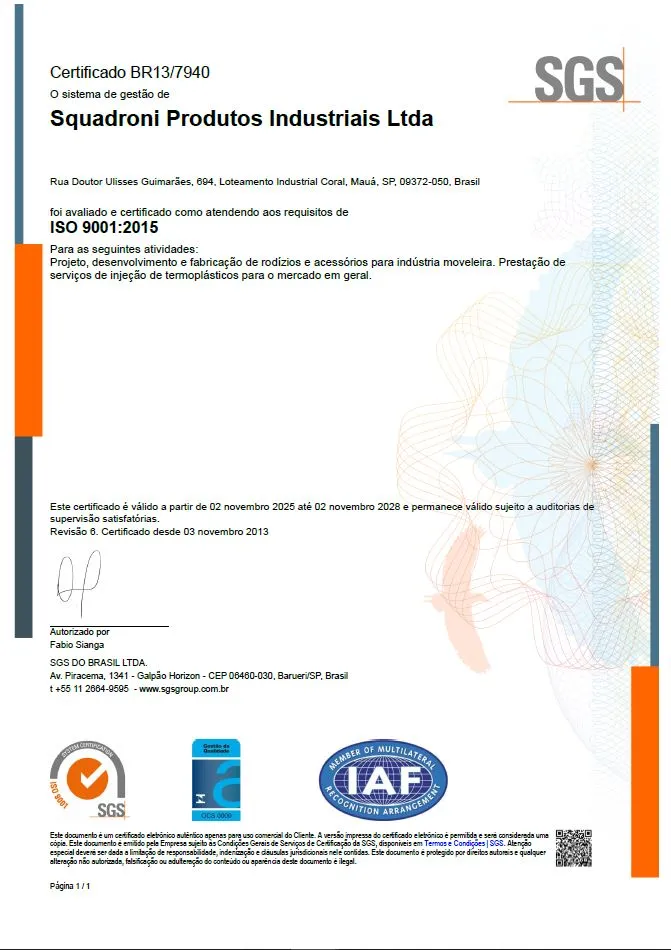 SGS
Certificado BR13/7940
O sistema de gestão de
Squadroni Produtos Industriais Ltda
Rua Doutor Ulisses Guimarães, 694, Loteamento Industrial Coral, Mauá, SP, 09372-050, Brasil
foi avaliado e certificado como atendendo aos requisitos de
ISO 9001:2015
Para as seguintes atividades:
Projeto, desenvolvimento e fabricação de rodízios e acessórios para indústria moveleira. Prestação de
serviços de injeção de termoplásticos para o mercado em geral.
Este certificado é válido a partir de 02 novembro 2025 até 02 novembro 2028 e permanece válido sujeito a auditorias de
supervisão satisfatórias.
Revisão 6. Certificado desde 03 novembro 2013
Autorizado por
Fabio Sianga
SGS DO BRASIL LTDA.
Av. Piracema, 1341 - Galpão Horizon - CEP 06460-030, Barueri/SP, Brasil
t +55 11 2664-9595 - www.sgsgroup.com.br
SYSTEM CERTIFICATION
ISO 9001
SGS
Gestão da
Qualidade
OCS 0000
MEMBER OF MULTILATERAL
IAF
RECOGNITION ARRANGEMENT
Este documento é um certificado eletrônico autêntico apenas para uso comercial do Cliente. A versão impressa do certificado eletrônico é permitida e será considerada uma
cópia. Este documento é emitido pela Empresa sujeito às Condições Gerais de Serviços de Certificação da SGS, disponíveis em Termos e Condições | SGS. Atenção
especial deverá ser dada a limitação de responsabilidade, indenização e cláusulas jurisdicionais nele contidas. Este documento é protegido por direitos autorais e qualquer
alteração não autorizada, falsificação ou adulteração do conteúdo ou aparência deste documento é ilegal.
Página 1 / 1